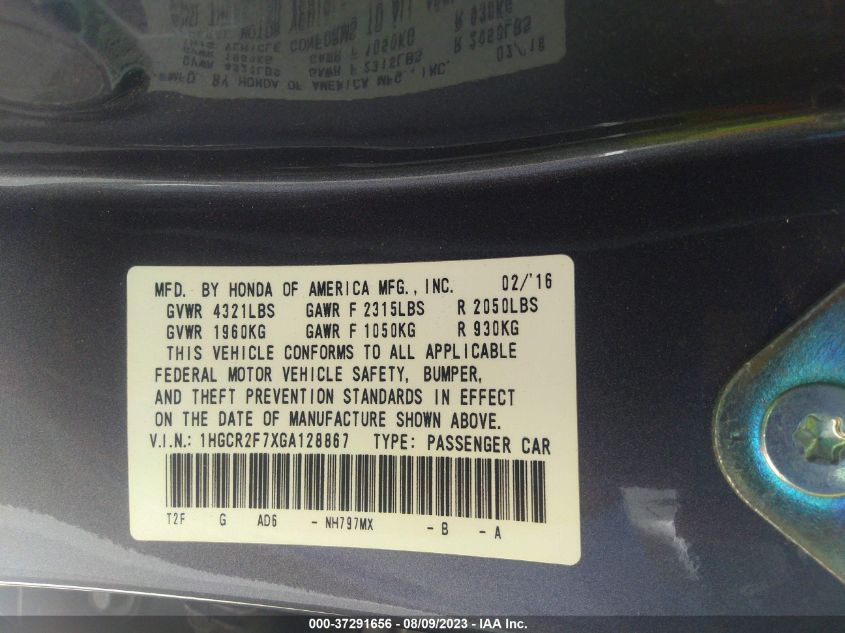 MFD. BY HONDA OF AMERICA MFG., INC. 02/'16
GVWR 4321LBS GAWR F 2315LBS R 2050LBS
GVWR 1960KG GAWR F 1050KG R 930KG
THIS VEHICLE CONFORMS TO ALL APPLICABLE
FEDERAL MOTOR VEHICLE SAFETY, BUMPER,
AND THEFT PREVENTION STANDARDS IN EFFECT
ON THE DATE OF MANUFACTURE SHOWN ABOVE.
V.I.N.: 1HGCR2F7XGA128867 TYPE: PASSENGER CAR
T2F G AD6 - NH797MX - B - A
000-37291656 - 08/09/2023 - IAA Inc.